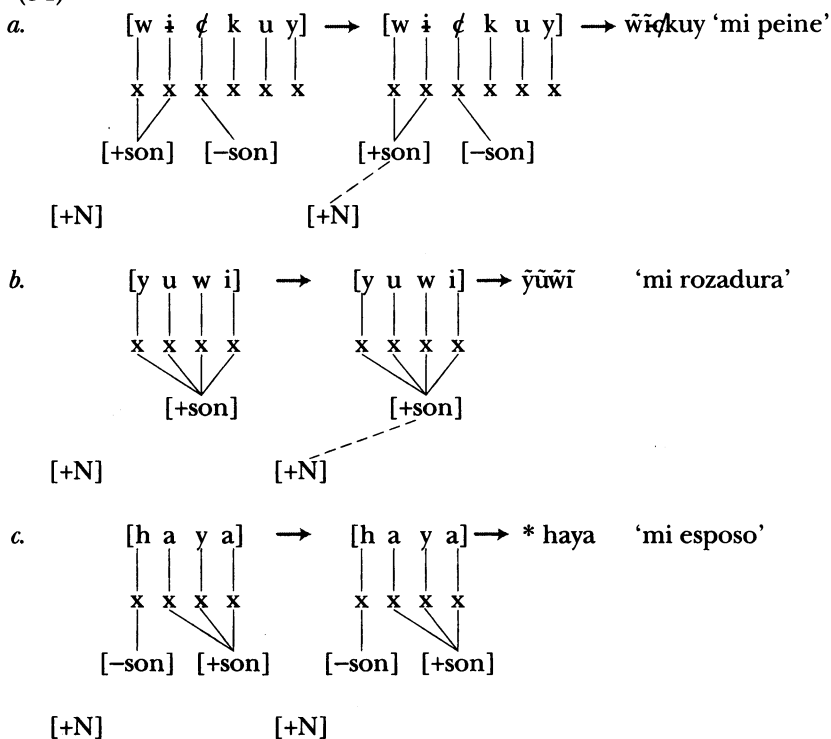 a. [w ɨ ȼ k u y] → [w ɨ ȼ k u y] → w̃ɨ̃ȼkuy ‘mi peine’
x x x x x x x x x x x x
[+son] [−son] [+son] [−son]
[+N] [+N]
b. [y u w i] → [y u w i] → ỹũw̃ĩ ‘mi rozadura’
x x x x x x x x
[+son] [+son]
[+N] [+N]
c. [h a y a] → [h a y a] → * haya ‘mi esposo’
x x x x x x x x
[−son] [+son] [−son] [+son]
[+N] [+N]